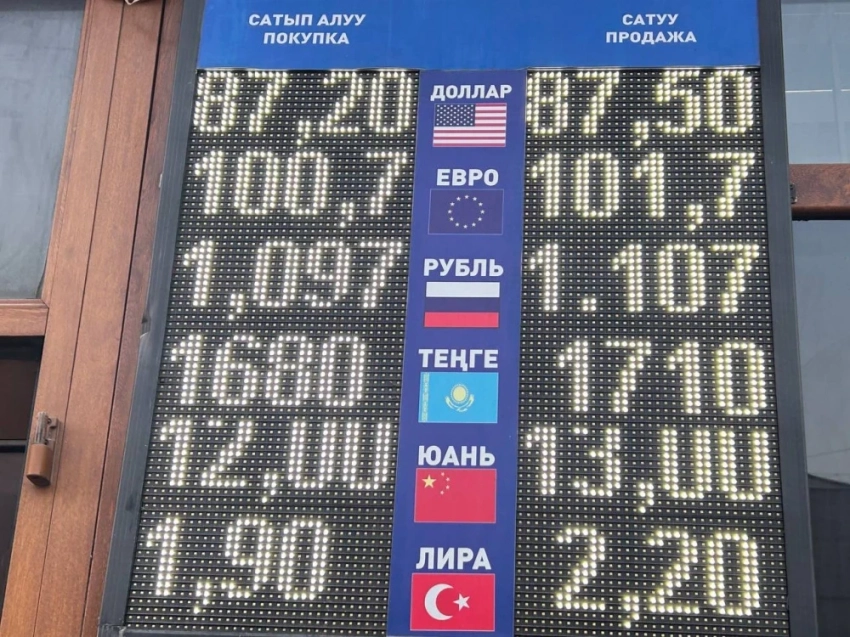 САТЫП АЛУУ
ПОКУПКА
САТУУ
ПРОДАЖА
87,20 ДОЛЛАР 87,50
100,7 ЕВРО 101,7
1,097 РУБЛЬ 1.107
1680 ТЕҢГЕ 1710
12,00 ЮАНЬ 13,00
1,90 ЛИРА 2,20